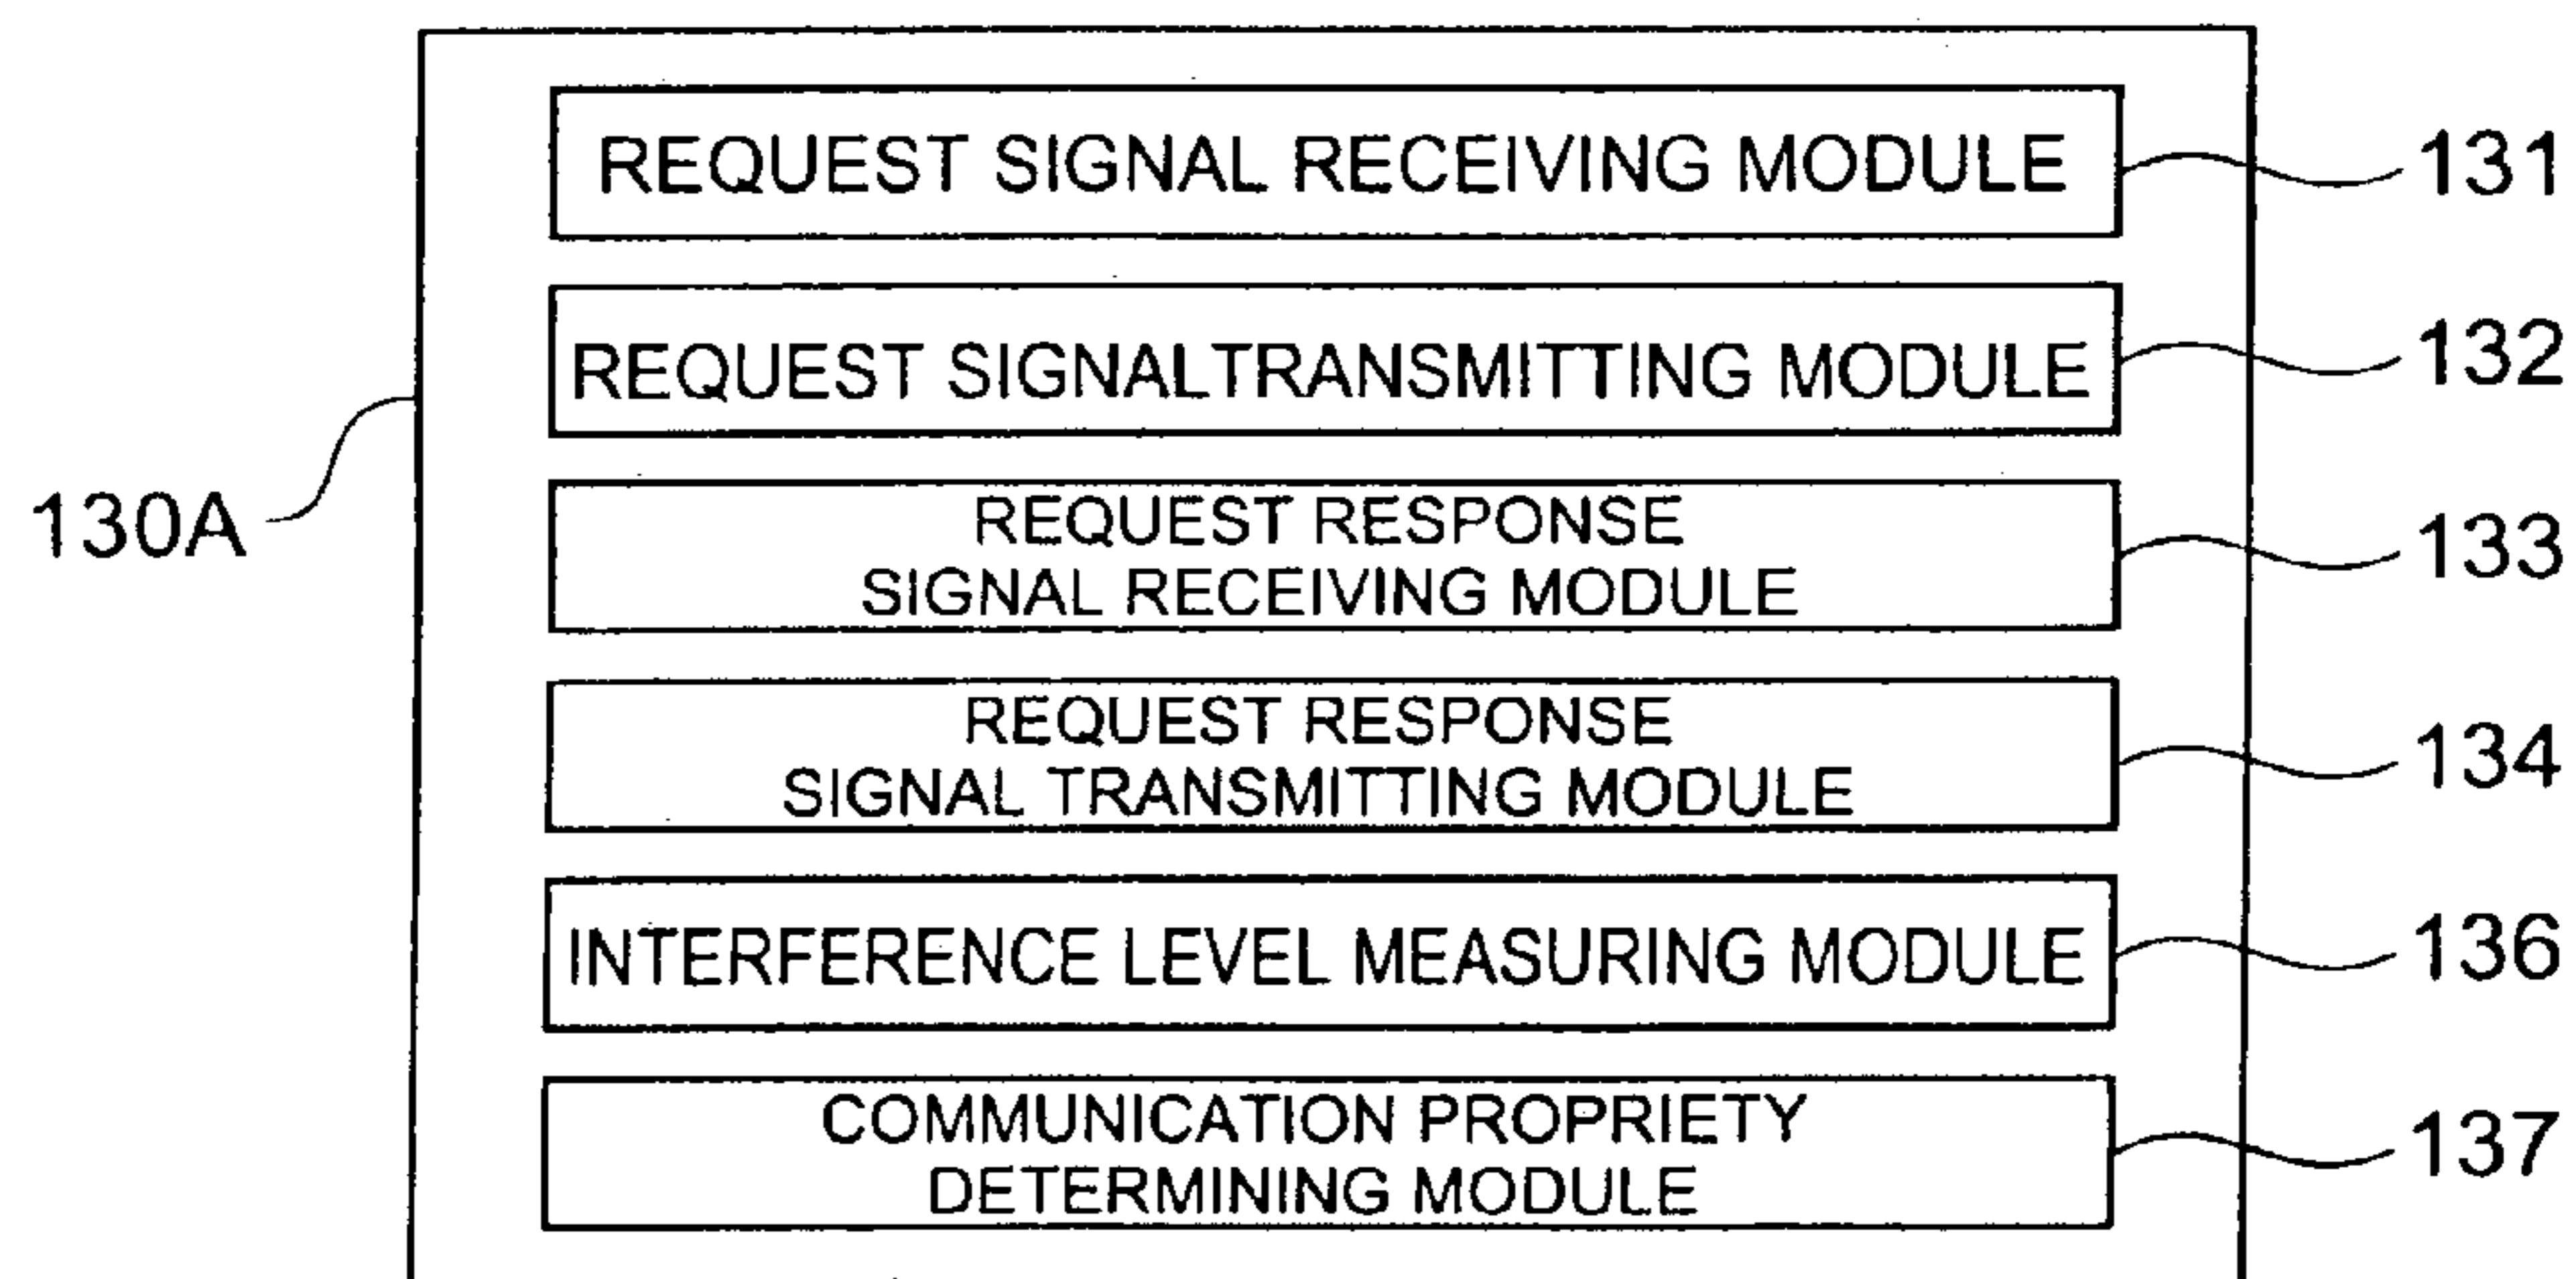 REQUEST SIGNAL RECEIVING MODULE
131
REQUEST SIGNALTRANSMITTING MODULE
132
130A
REQUEST RESPONSE
SIGNAL RECEIVING MODULE
133
REQUEST RESPONSE
SIGNAL TRANSMITTING MODULE
134
INTERFERENCE LEVEL MEASURING MODULE
136
COMMUNICATION PROPRIETY
DETERMINING MODULE
137